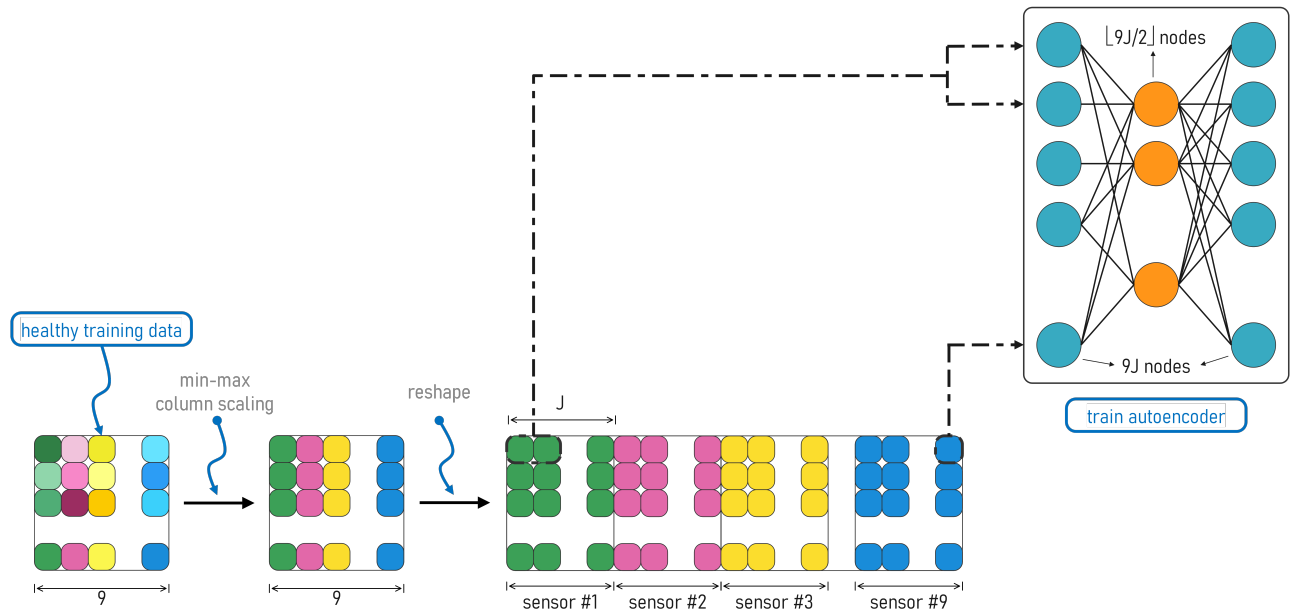 ⌊9J/2⌋ nodes
healthy training data
min-max
column scaling
reshape
J
9J nodes
train autoencoder
9
9
sensor #1
sensor #2
sensor #3
sensor #9